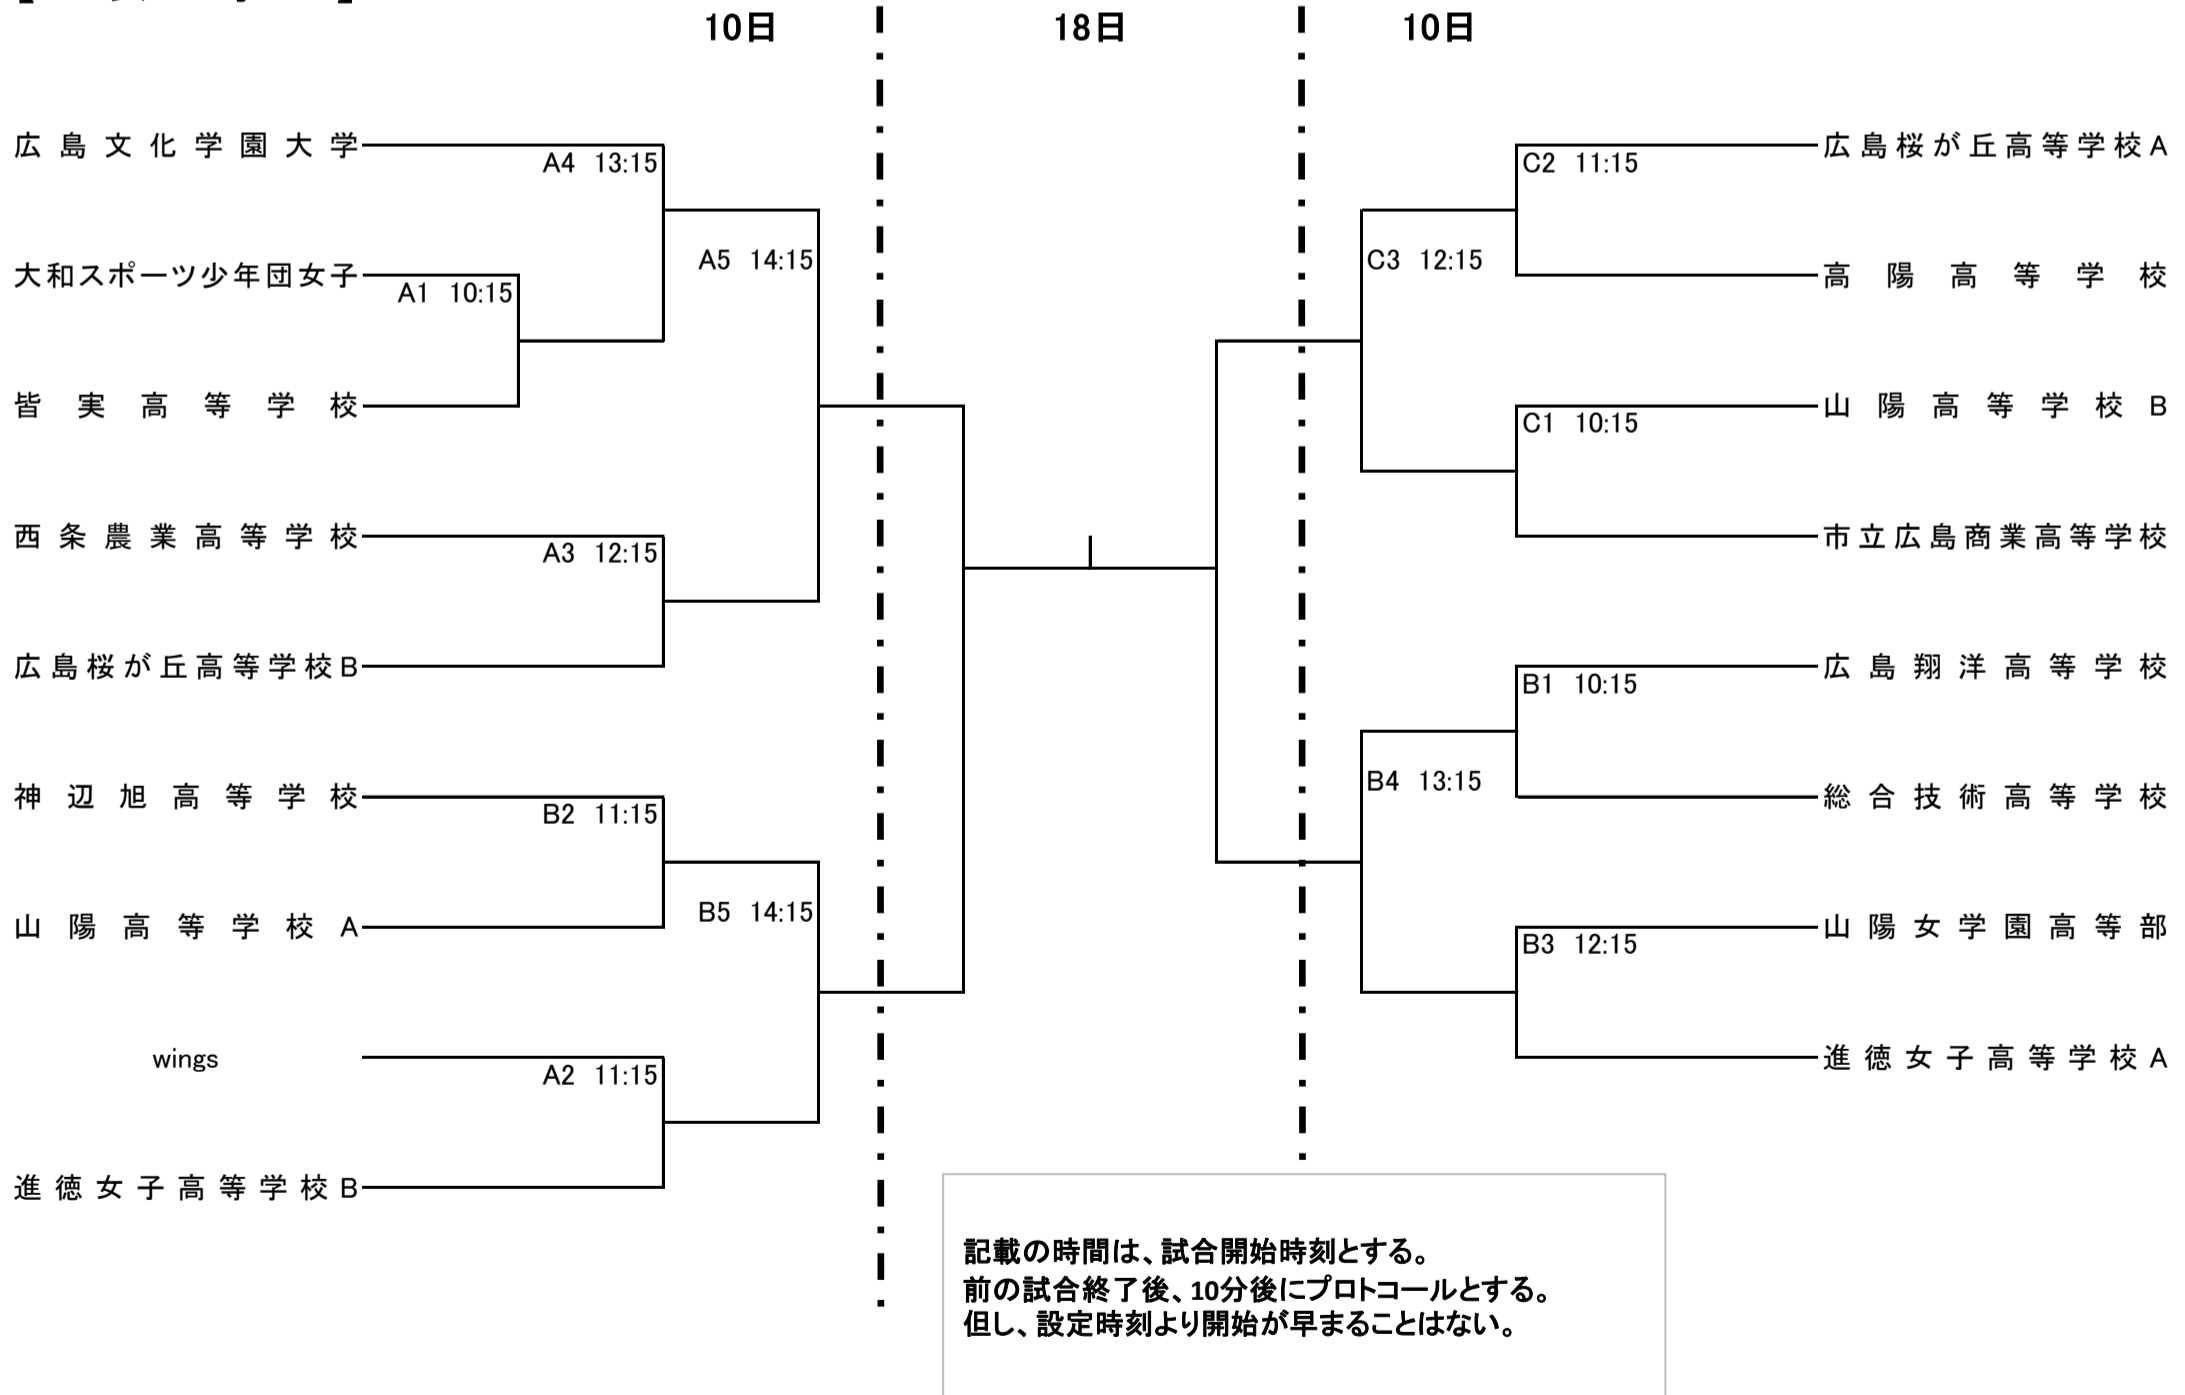 10日 18日 10日
広島文化学園大学
A4 13:15
大和スポーツ少年団女子
A1 10:15
A5 14:15
皆実高等学校
西条農業高等学校
A3 12:15
広島桜が丘高等学校B
神辺旭高等学校
B2 11:15
山陽高等学校A
B5 14:15
wings
A2 11:15
進徳女子高等学校B
広島桜が丘高等学校A
C2 11:15
高陽高等学校
C3 12:15
山陽高等学校B
C1 10:15
市立広島商業高等学校
広島翔洋高等学校
B1 10:15
総合技術高等学校
B4 13:15
山陽女学園高等部
B3 12:15
進徳女子高等学校A
記載の時間は、試合開始時刻とする。
前の試合終了後、10分後にプロトコールとする。
但し、設定時刻より開始が早まることはない。